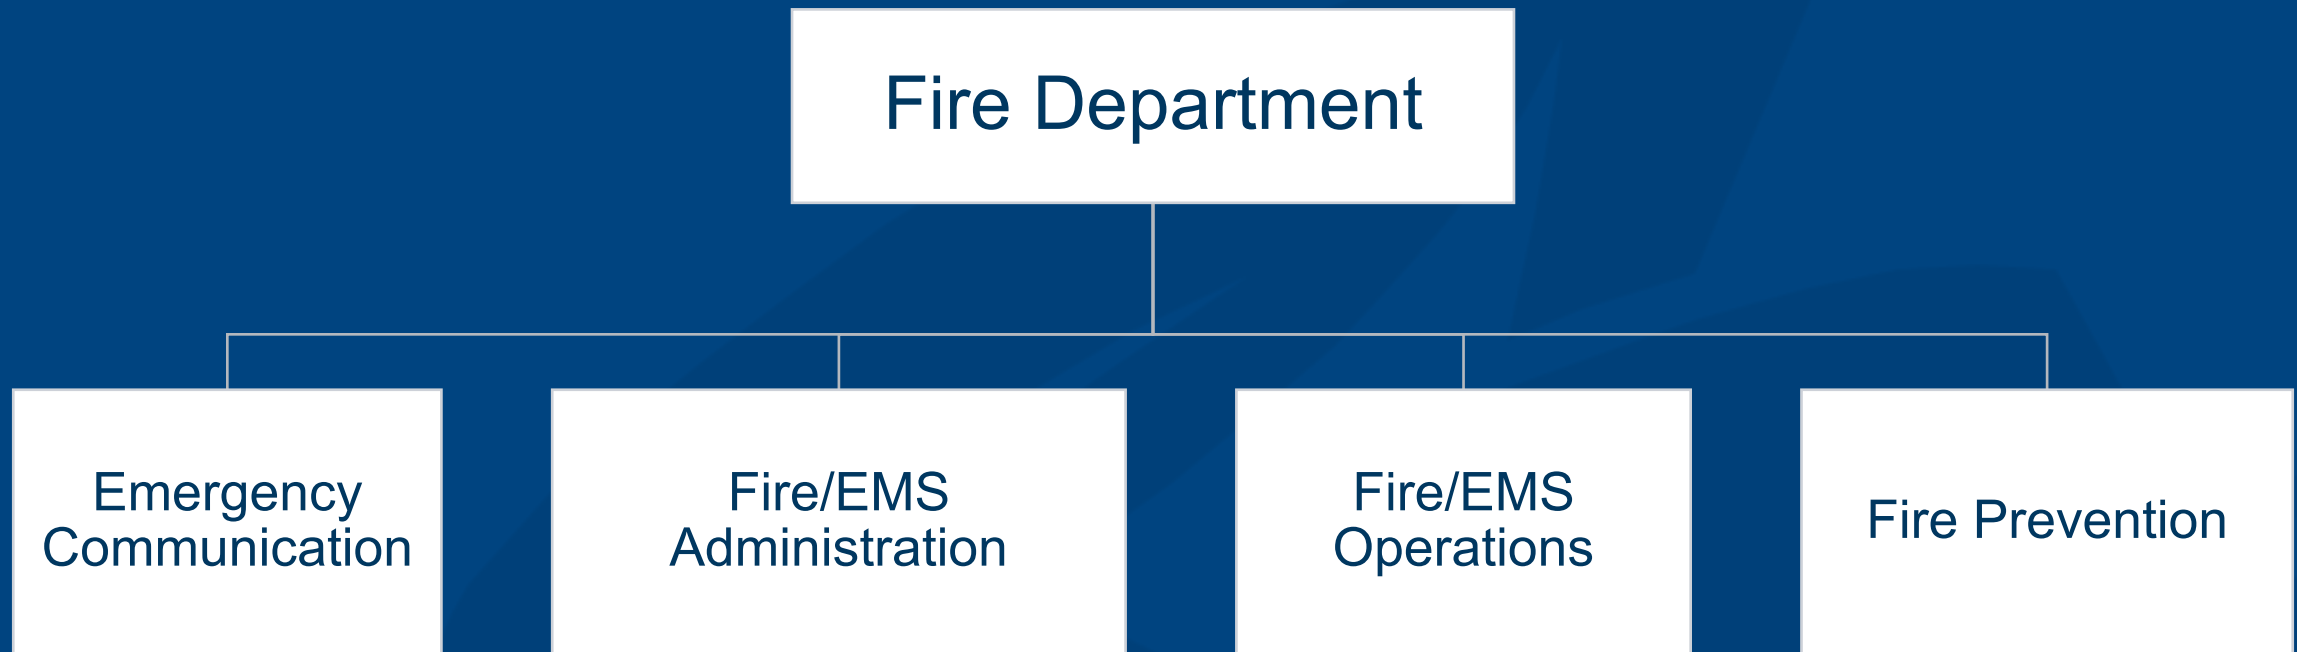 Fire Department
Emergency
Communication
Fire/EMS
Administration
Fire/EMS
Operations
Fire Prevention